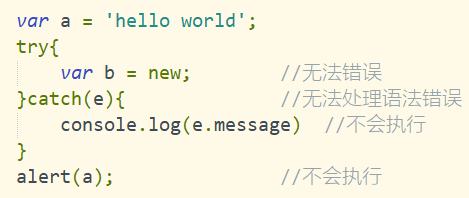 var a = 'hello world';
try{
    var b = new;        //无法错误
}catch(e){              //无法处理语法错误
    console.log(e.message)  //不会执行
}
alert(a);               //不会执行